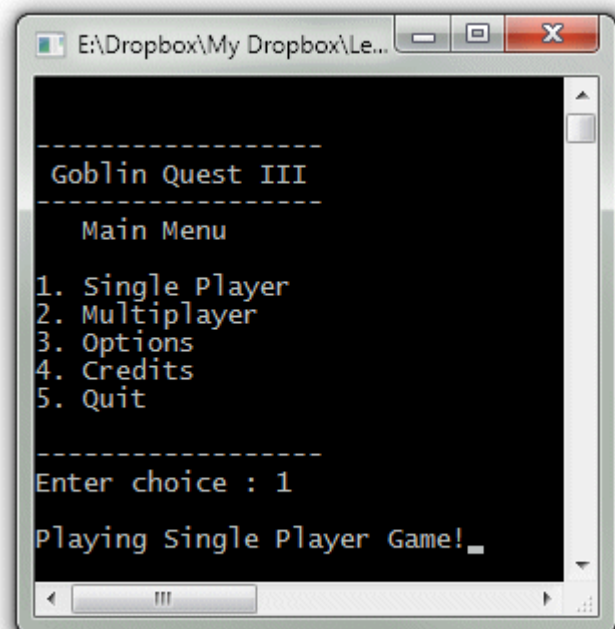 E:\Dropbox\My Dropbox\Le...
------------------
Goblin Quest III
------------------
Main Menu
1. Single Player
2. Multiplayer
3. Options
4. Credits
5. Quit
------------------
Enter choice : 1
Playing Single Player Game!_